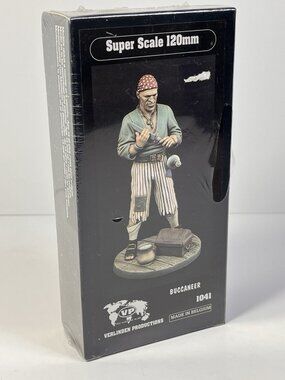 Super Scale 120mm
BUCCANEER
1041
VP
VERLINDEN PRODUCTIONS
MADE IN BELGIUM